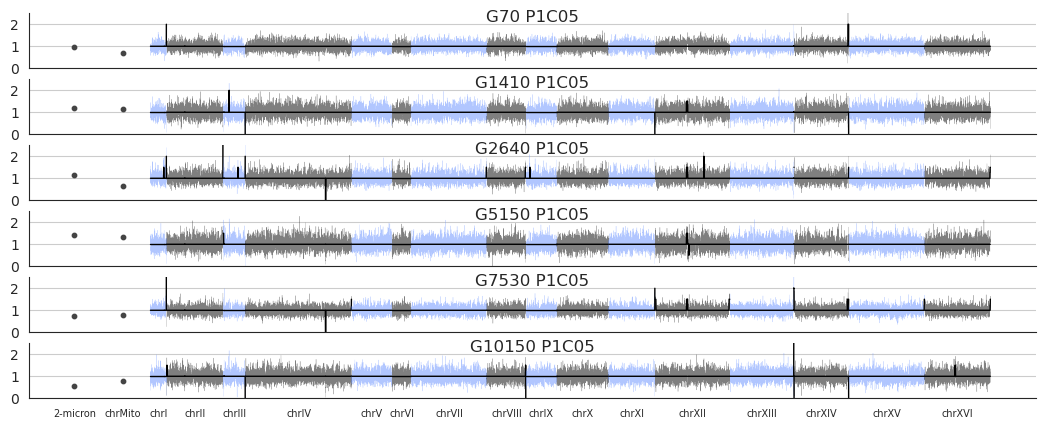 G70 P1C05
2
1
0
G1410 P1C05
2
1
0
G2640 P1C05
2
1
0
G5150 P1C05
2
1
0
G7530 P1C05
2
1
0
G10150 P1C05
2
1
0
2-micron chrMito chrI chrII chrIII chrIV chrV chrVI chrVII chrVIII chrIX chrX chrXI chrXII chrXIII chrXIV chrXV chrXVI